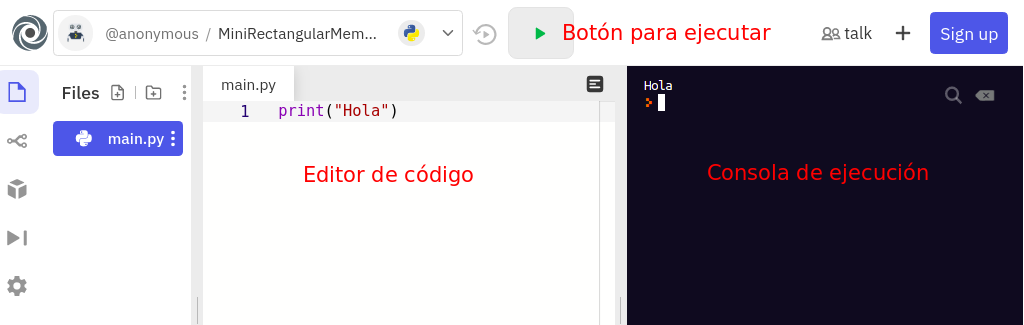 @anonymous / MiniRectangularMem...
Botón para ejecutar
talk
Sign up
Files
main.py
main.py
1 print("Hola")
Editor de código
Hola
Consola de ejecución